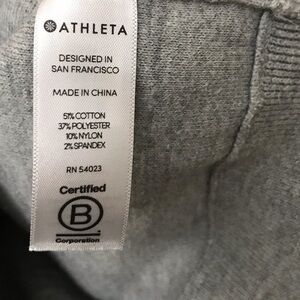 ATHLETA
DESIGNED IN
SAN FRANCISCO
MADE IN CHINA
51% COTTON
37% POLYESTER
10% NYLON
2% SPANDEX
RN 54023
Certified
B
Corporation